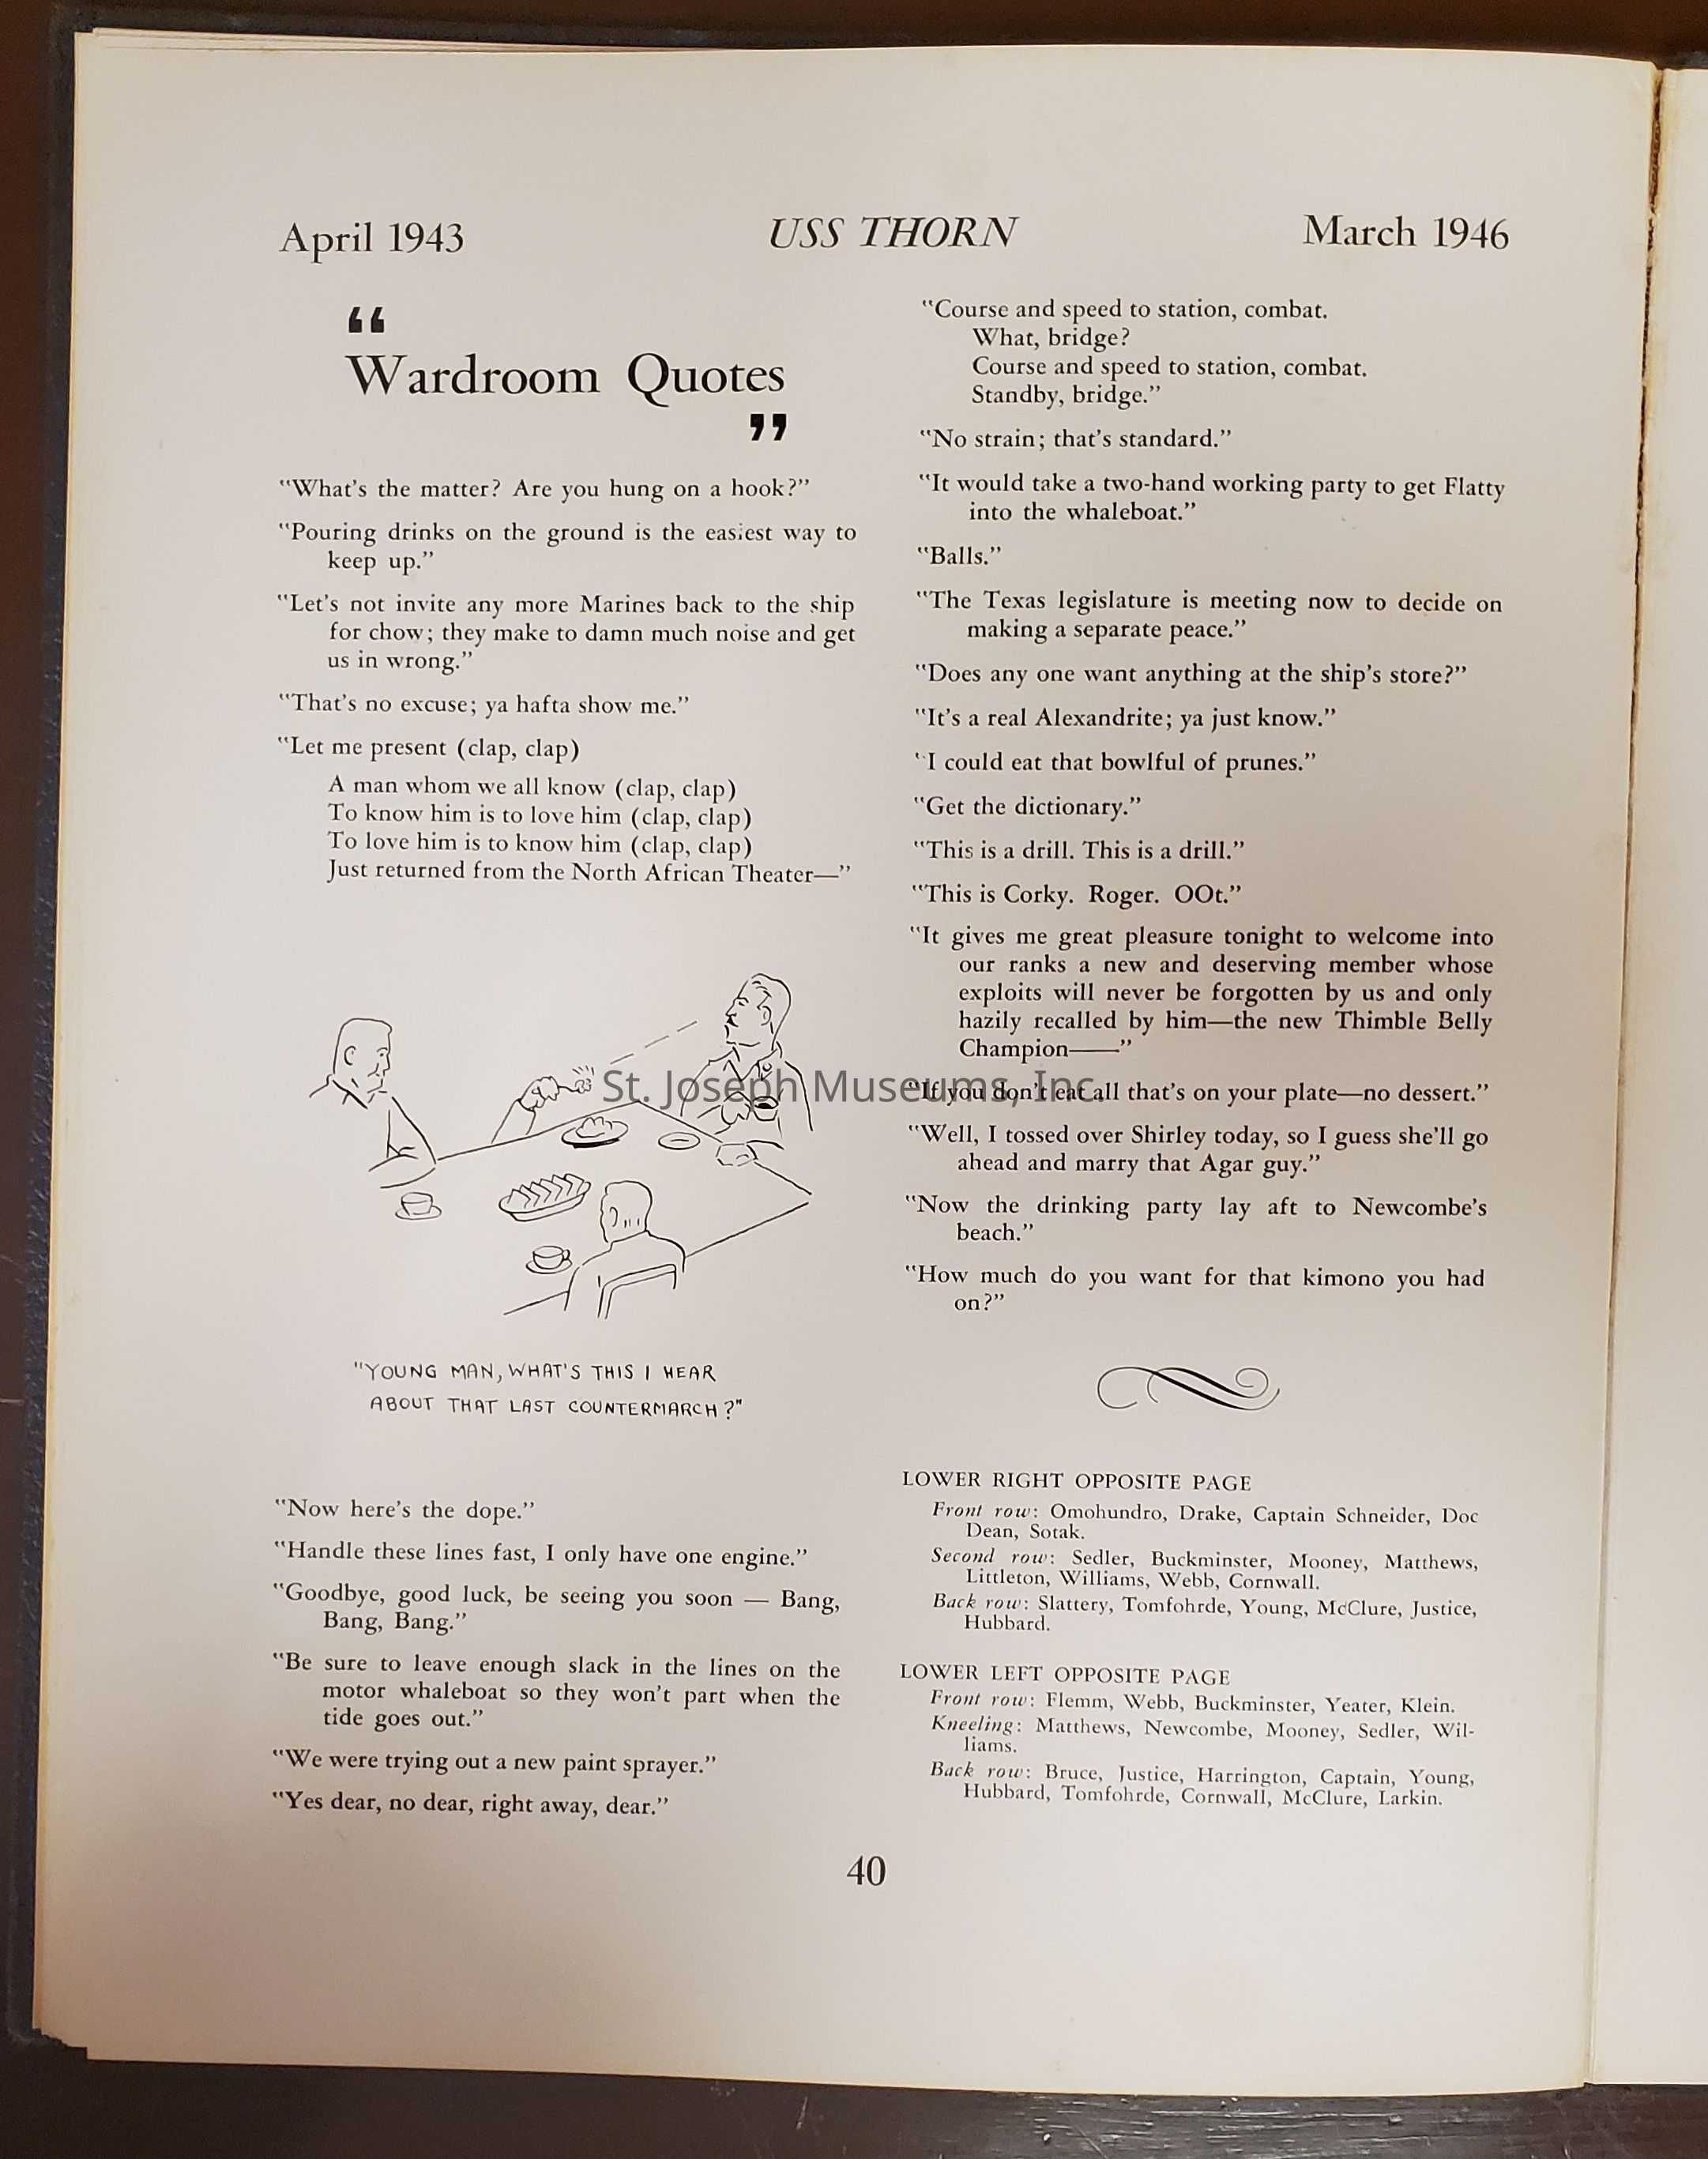 April 1943 USS THORN March 1946
“
Wardroom Quotes
”
“What’s the matter? Are you hung on a hook?”
“Pouring drinks on the ground is the easiest way to
keep up.”
“Let’s not invite any more Marines back to the ship
for chow; they make to damn much noise and get
us in wrong.”
“That’s no excuse; ya hafta show me.”
“Let me present (clap, clap)
A man whom we all know (clap, clap)
To know him is to love him (clap, clap)
To love him is to know him (clap, clap)
Just returned from the North African Theater—”
"YOUNG MAN, WHAT'S THIS I HEAR
ABOUT THAT LAST COUNTERMARCH?"
“Now here’s the dope.”
“Handle these lines fast, I only have one engine.”
“Goodbye, good luck, be seeing you soon — Bang,
Bang, Bang.”
“Be sure to leave enough slack in the lines on the
motor whaleboat so they won’t part when the
tide goes out.”
“We were trying out a new paint sprayer.”
“Yes dear, no dear, right away, dear.”
“Course and speed to station, combat.
What, bridge?
Course and speed to station, combat.
Standby, bridge.”
“No strain; that’s standard.”
“It would take a two-hand working party to get Flatty
into the whaleboat.”
“Balls.”
“The Texas legislature is meeting now to decide on
making a separate peace.”
“Does any one want anything at the ship’s store?”
“It’s a real Alexandrite; ya just know.”
“I could eat that bowlful of prunes.”
“Get the dictionary.”
“This is a drill. This is a drill.”
“This is Corky. Roger. OOt.”
“It gives me great pleasure tonight to welcome into
our ranks a new and deserving member whose
exploits will never be forgotten by us and only
hazily recalled by him—the new Thimble Belly
Champion——”
“If you don’t eat all that’s on your plate—no dessert.”
“Well, I tossed over Shirley today, so I guess she’ll go
ahead and marry that Agar guy.”
“Now the drinking party lay aft to Newcombe’s
beach.”
“How much do you want for that kimono you had
on?”
LOWER RIGHT OPPOSITE PAGE
Front row: Omohundro, Drake, Captain Schneider, Doc
Dean, Sotak.
Second row: Sedler, Buckminster, Mooney, Matthews,
Littleton, Williams, Webb, Cornwall.
Back row: Slattery, Tomfohrde, Young, McClure, Justice,
Hubbard.
LOWER LEFT OPPOSITE PAGE
Front row: Flemm, Webb, Buckminster, Yeater, Klein.
Kneeling: Matthews, Newcombe, Mooney, Sedler, Wil-
liams.
Back row: Bruce, Justice, Harrington, Captain, Young,
Hubbard, Tomfohrde, Cornwall, McClure, Larkin.
40
St. Joseph Museums, Inc.